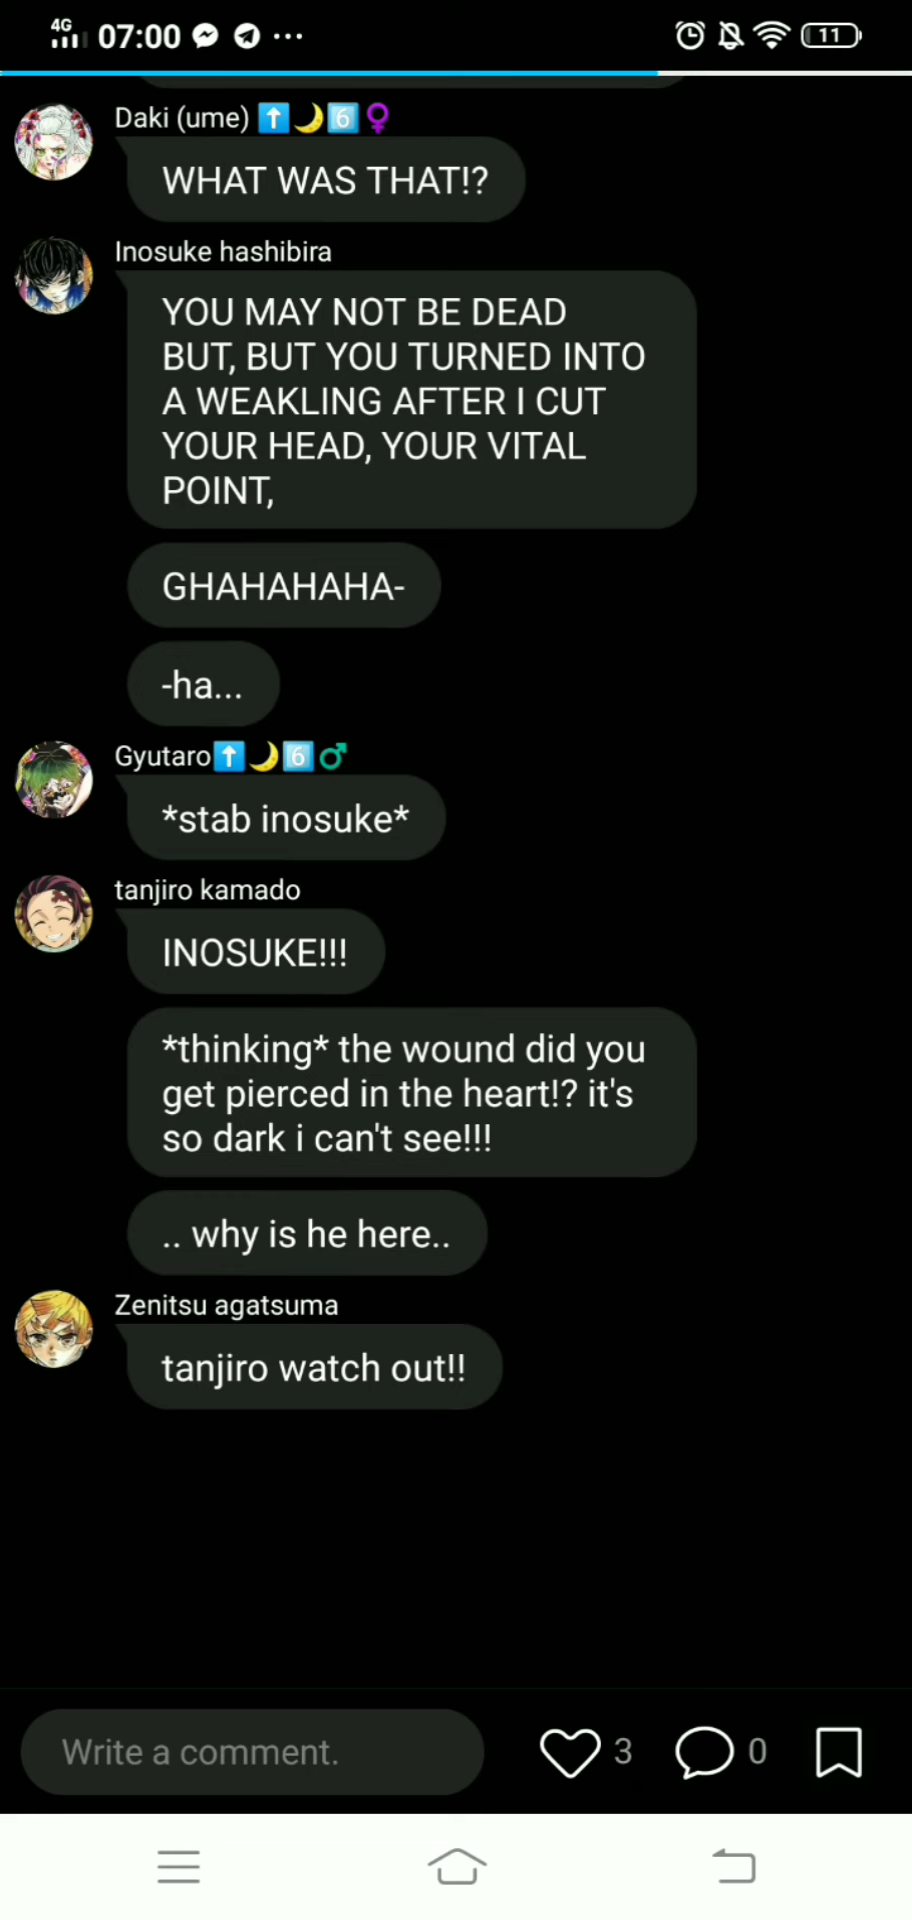 4G 07:00 11
Daki (ume) ⬆️🌙6️⃣♀
WHAT WAS THAT!?
Inosuke hashibira
YOU MAY NOT BE DEAD
BUT, BUT YOU TURNED INTO
A WEAKLING AFTER I CUT
YOUR HEAD, YOUR VITAL
POINT,
GHAHAHAHA-
-ha...
Gyutaro⬆️🌙6️⃣♂
*stab inosuke*
tanjiro kamado
INOSUKE!!!
*thinking* the wound did you
get pierced in the heart!? it's
so dark i can't see!!!
.. why is he here..
Zenitsu agatsuma
tanjiro watch out!!
Write a comment. 3 0